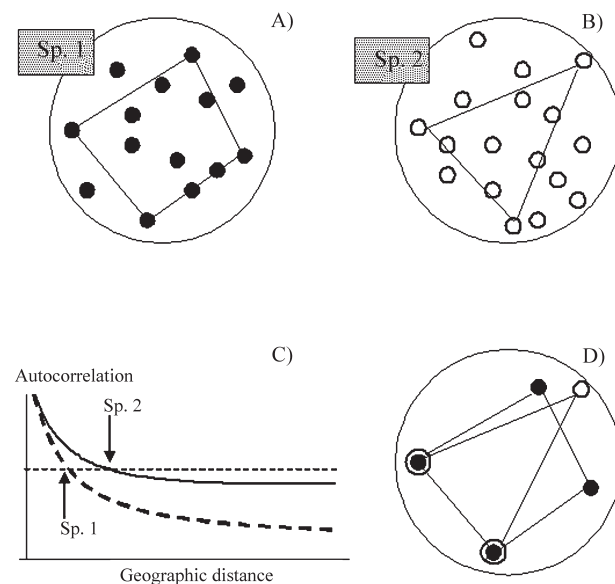 A)
Sp. 1
B)
Sp. 2
C)
Autocorrelation
Sp. 2
Sp. 1
Geographic distance
D)